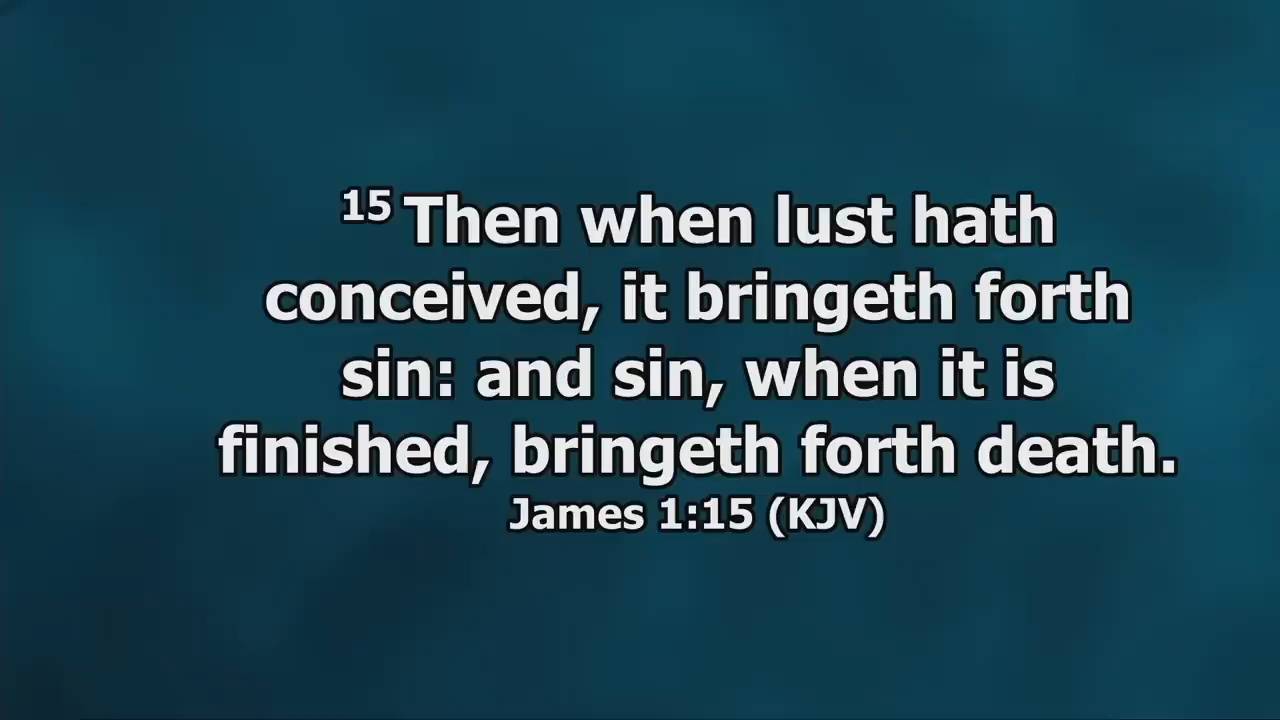 15 Then when lust hath
conceived, it bringeth forth
sin: and sin, when it is
finished, bringeth forth death.
James 1:15 (KJV)